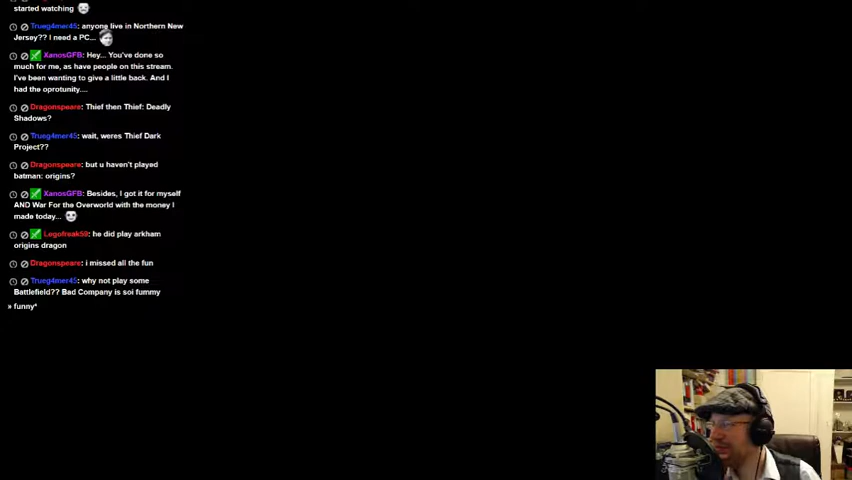 started watching
Trueg4mer45: anyone live in Northern New
Jersey?? I need a PC...
XanosGFB: Hey... You've done so
much for me, as have people on this stream.
I've been wanting to give a little back. And I
had the oprotunity....
Dragonspeare: Thief then Thief: Deadly
Shadows?
Trueg4mer45: wait, weres Thief Dark
Project??
Dragonspeare: but u haven't played
batman: origins?
XanosGFB: Besides, I got it for myself
AND War For the Overworld with the money I
made today...
Legofreak59: he did play arkham
origins dragon
Dragonspeare: i missed all the fun
Trueg4mer45: why not play some
Battlefield?? Bad Company is soi fummy
» funny*